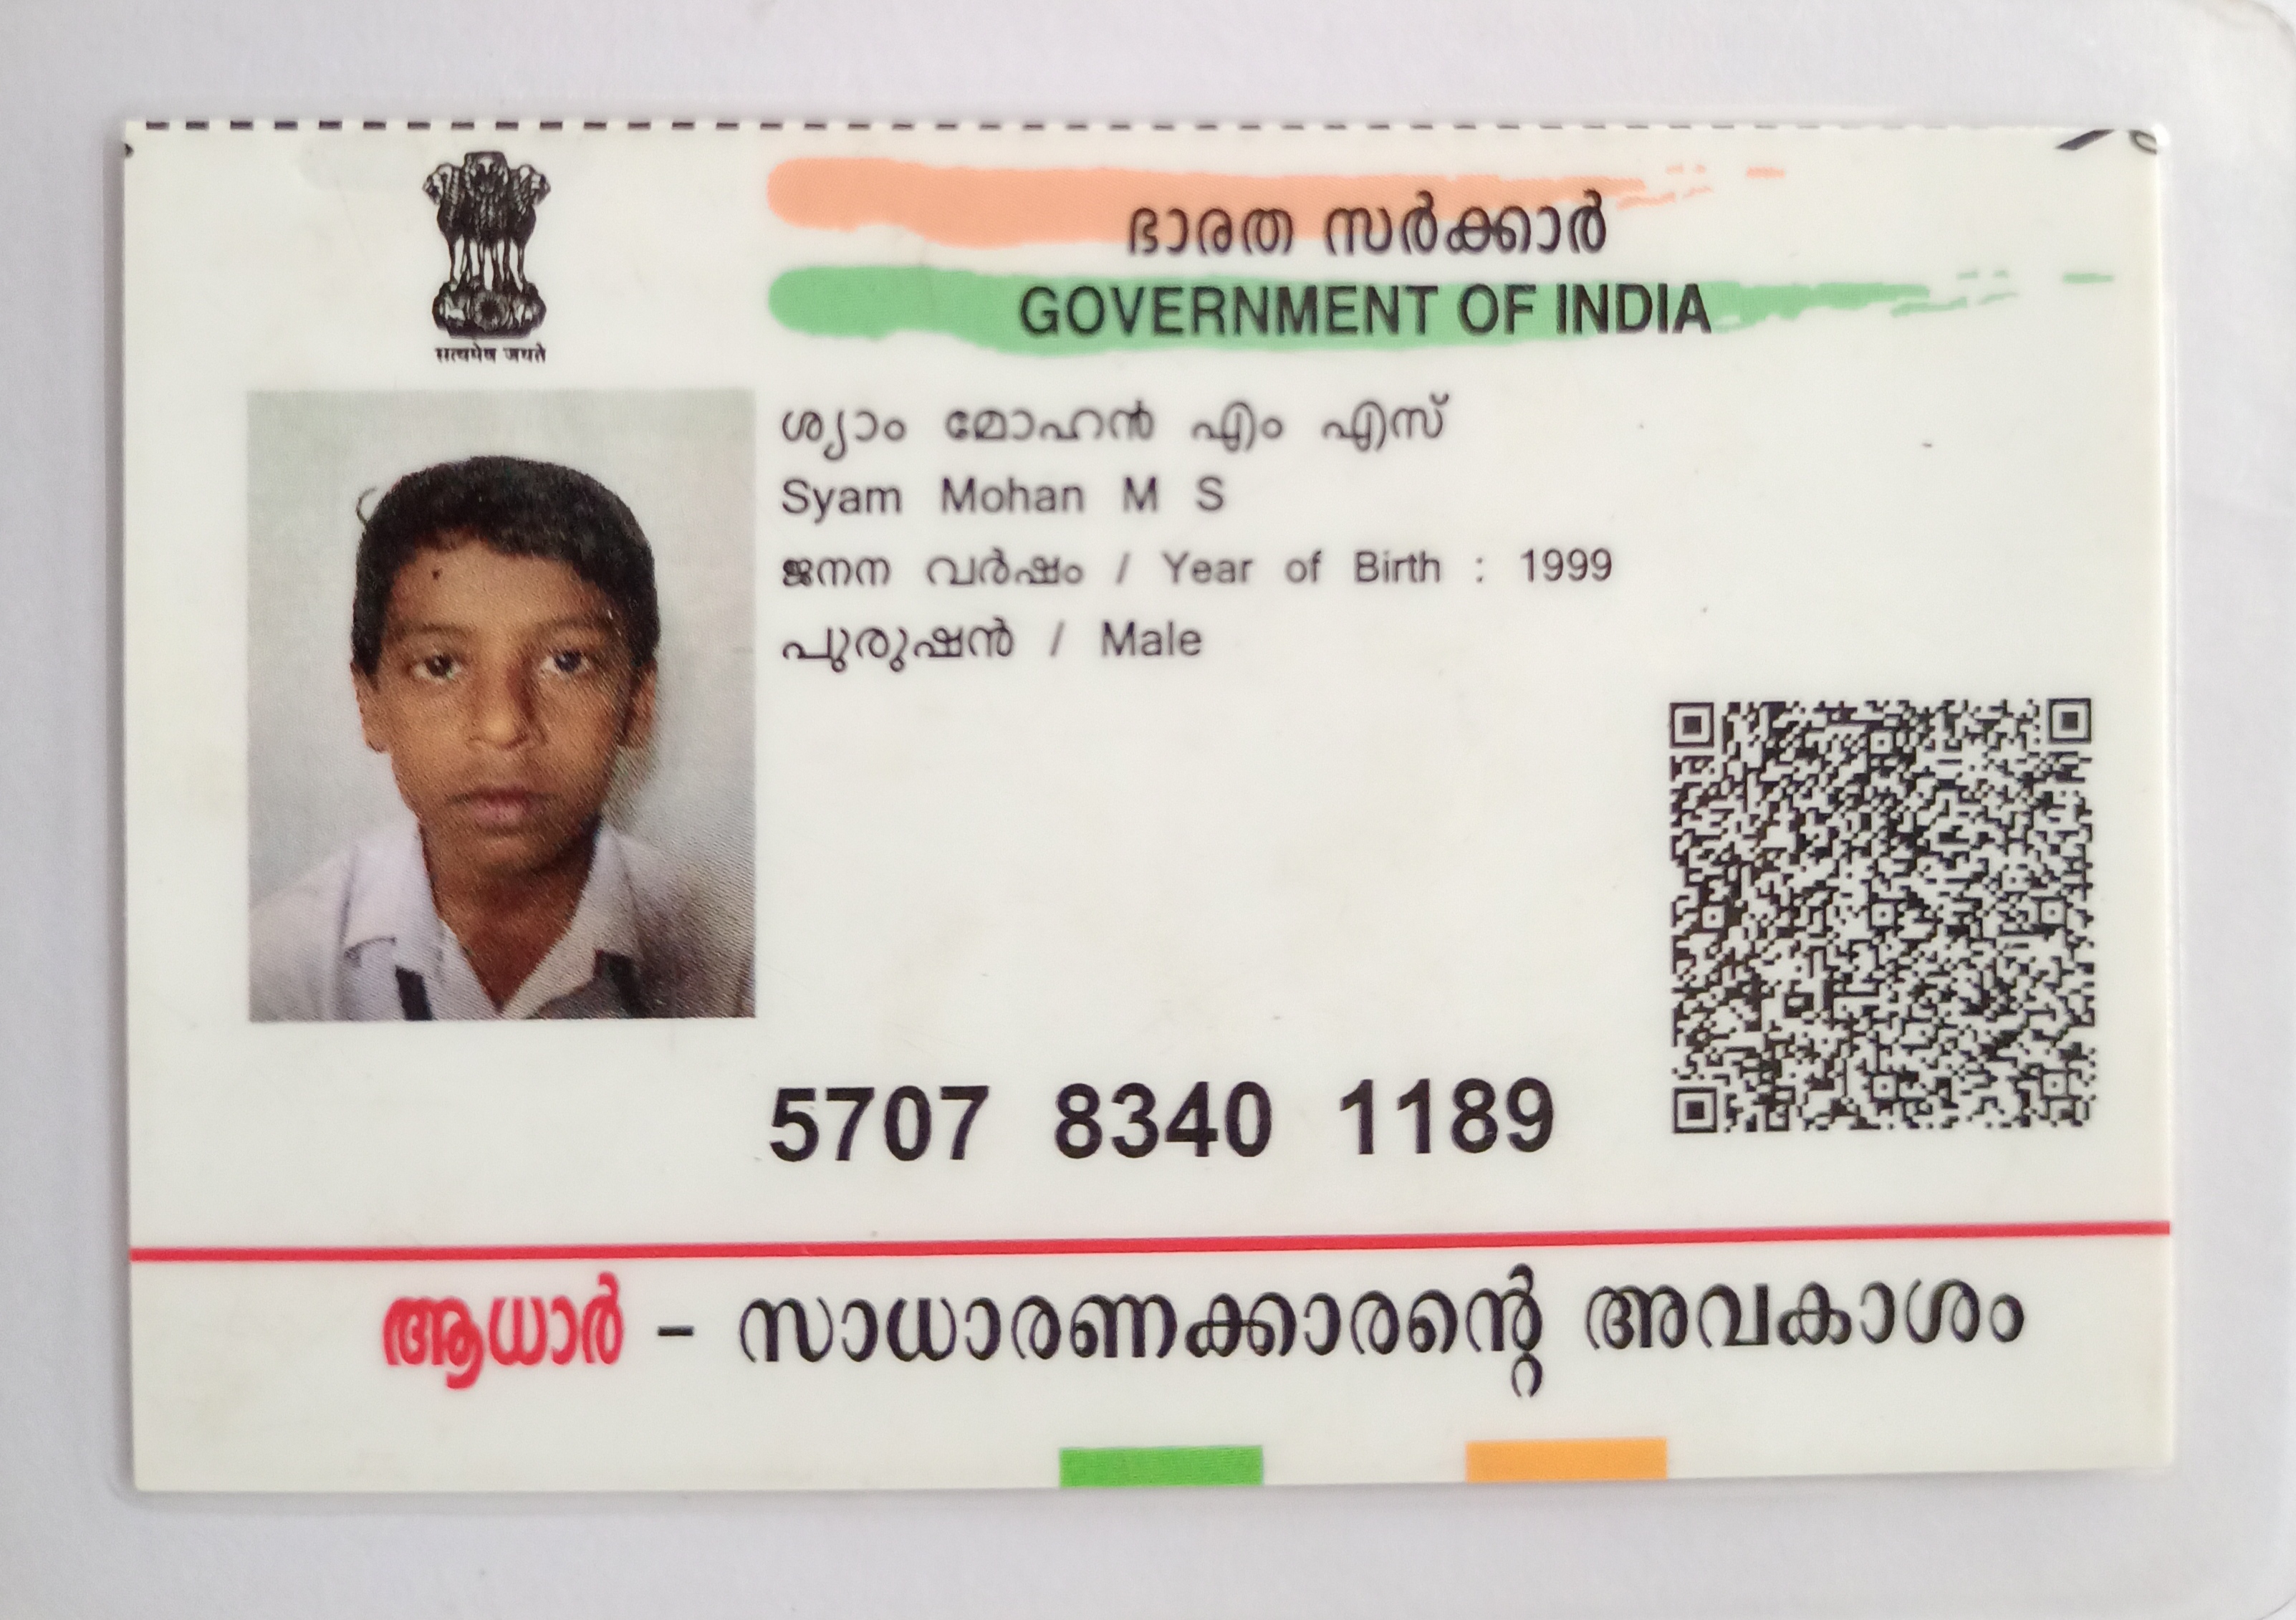 ഭാരത സർക്കാർ
GOVERNMENT OF INDIA
सत्यमेव जयते
ശ്യാം മോഹൻ എം എസ്
Syam Mohan M S
ജനന വർഷം / Year of Birth : 1999
പുരുഷൻ / Male
5707 8340 1189
ആധാർ - സാധാരണക്കാരന്റെ അവകാശം